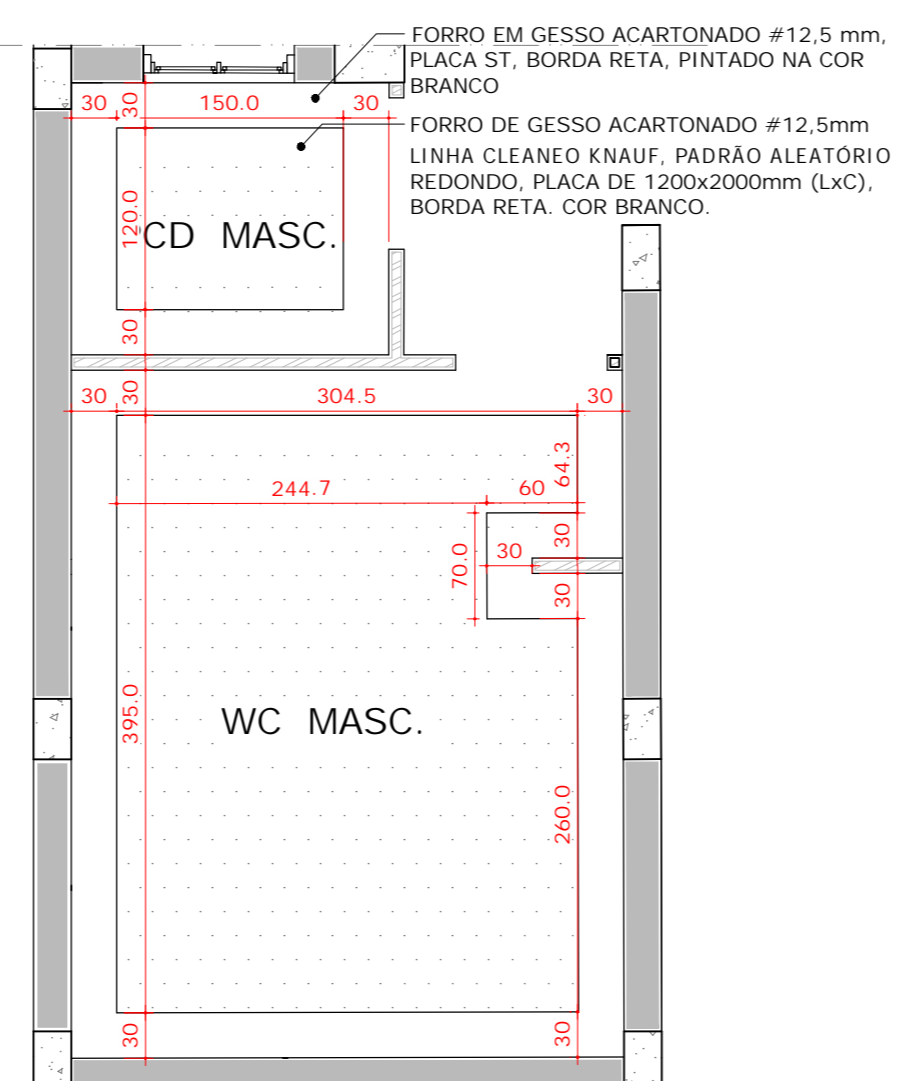 FORRO EM GESSO ACARTONADO #12,5 mm,
PLACA ST, BORDA RETA, PINTADO NA COR
BRANCO
30
150.0
30
30
FORRO DE GESSO ACARTONADO #12,5mm
LINHA CLEANEO KNAUF, PADRÃO ALEATÓRIO
REDONDO, PLACA DE 1200x2000mm (LxC),
BORDA RETA. COR BRANCO.
120.0
CD MASC.
30
30
30
304.5
30
64.3
244.7
60
30
70.0
30
30
395.0
WC MASC.
260.0
30
30